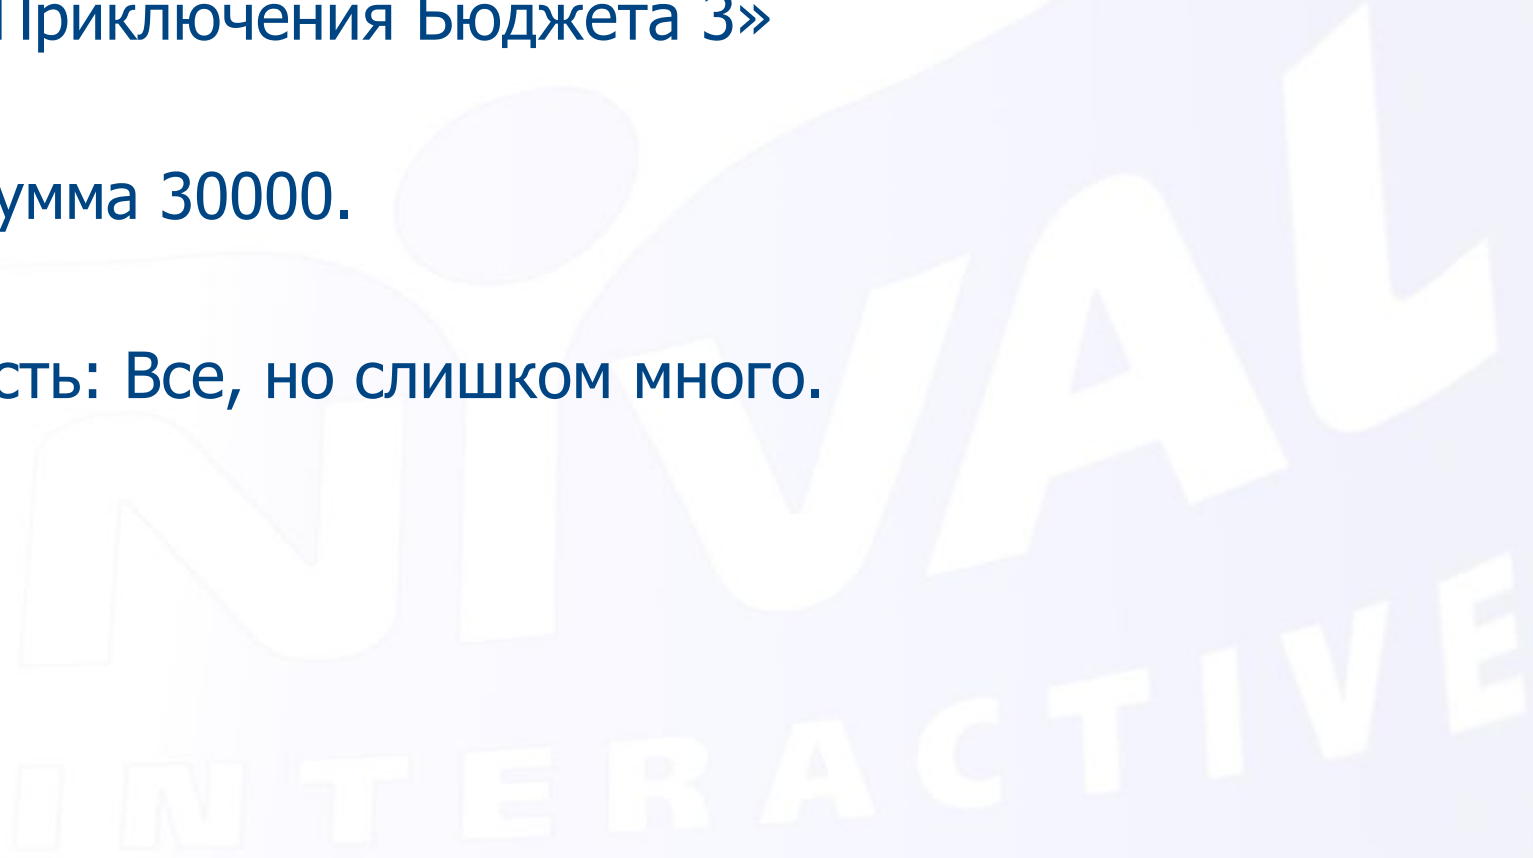 Приключения Бюджета 3»
умма 30000.
сть: Все, но слишком много.
NIVAL
INTERACTIVE